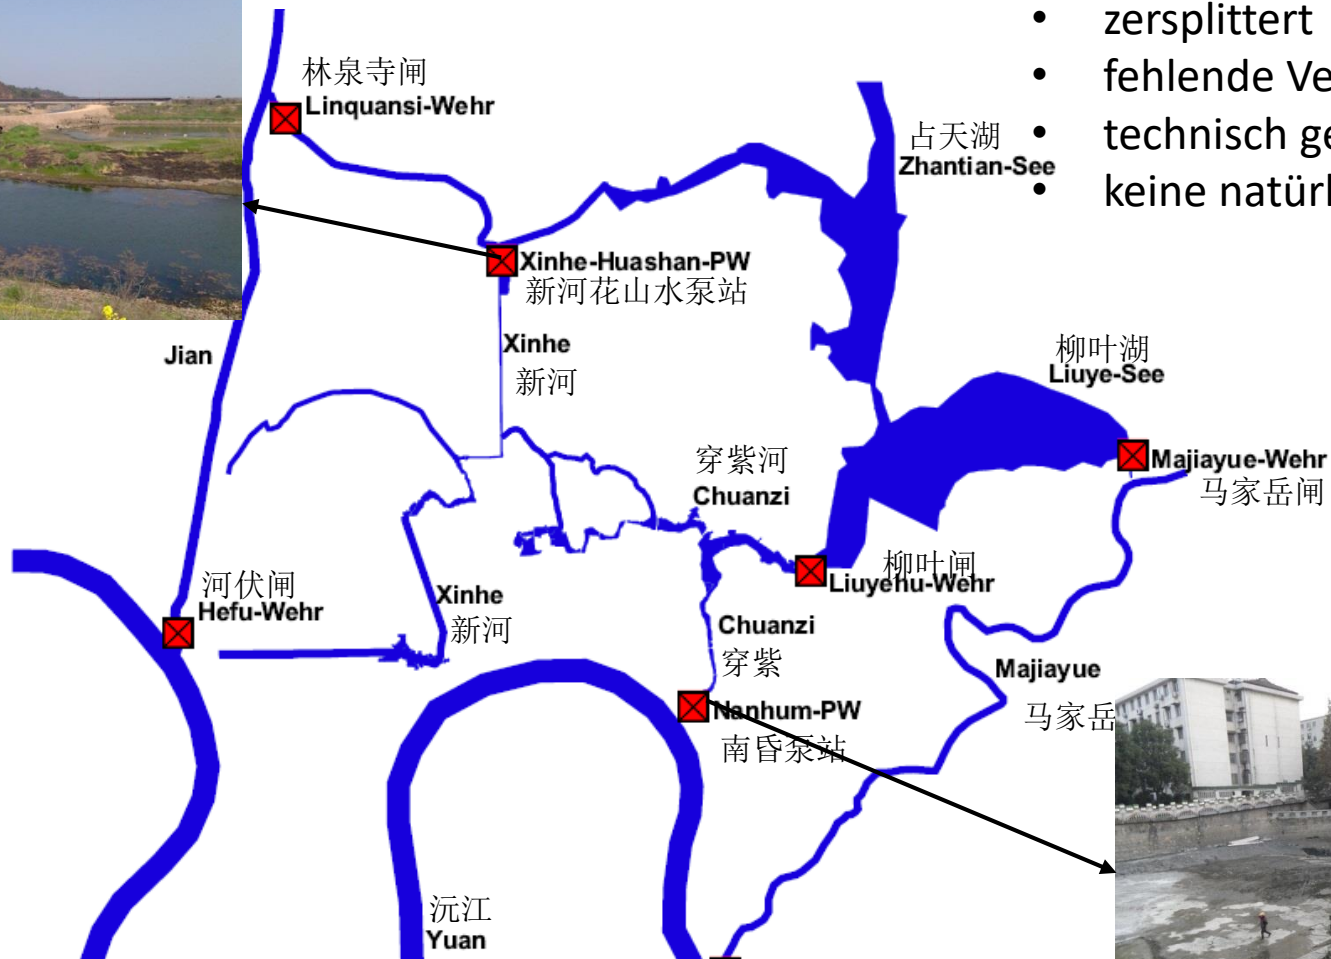 zersplittert
fehlende Ve
technisch ge
keine natürl
林泉寺闸
Linquansi-Wehr
占天湖
Zhantian-See
Xinhe-Huashan-PW
新河花山水泵站
Jian
Xinhe
新河
柳叶湖
Liuye-See
穿紫河
Chuanzi
Majiayue-Wehr
马家岳闸
柳叶闸
Liuyehu-Wehr
河伏闸
Hefu-Wehr
Xinhe
新河
Chuanzi
穿紫
Majiayue
马家岳
Nanhum-PW
南昏泵站
沅江
Yuan